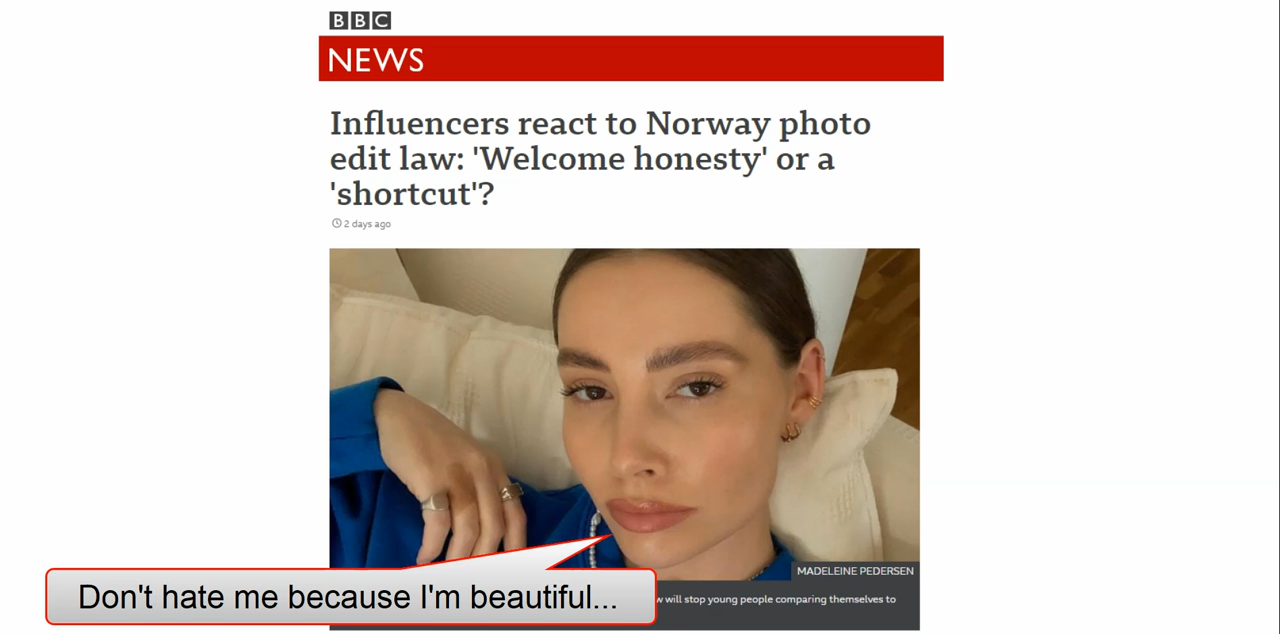 BBC
NEWS
Influencers react to Norway photo
edit law: 'Welcome honesty' or a
'shortcut'?
2 days ago
MADELEINE PEDERSEN
will stop young people comparing themselves to
Don't hate me because I'm beautiful...